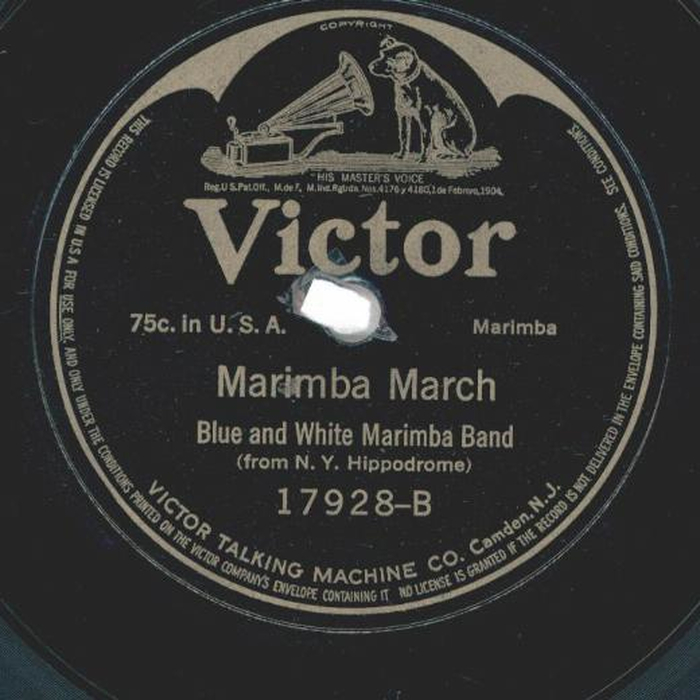 COPYRIGHT
"HIS MASTER'S VOICE
Reg. U S. Pat. Off., M. de F., M. Ind. Rgtrda. Nos. 4176 y 4180, 1 de Febrero, 1904.
Victor
75c. in U. S. A.
Marimba
Marimba March
Blue and White Marimba Band
(from N. Y. Hippodrome)
17928-B
VICTOR TALKING MACHINE CO. Camden, N. J.
THIS RECORD IS LICENSED IN U.S.A FOR USE ONLY, AND ONLY UNDER THE CONDITIONS PRINTED ON THE VICTOR COMPANY'S ENVELOPE CONTAINING IT NO LICENSE IS GRANTED IF THE RECORD IS NOT DELIVERED IN THE ENVELOPE CONTAINING SAID CONDITIONS. SEE CONDITIONS.